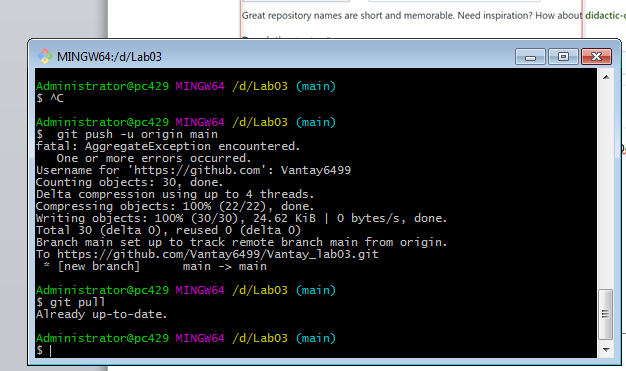 Great repository names are short and memorable. Need inspiration? How about didactic-
MINGW64:/d/Lab03
Administrator@pc429 MINGW64 /d/Lab03 (main)
$ ^C
Administrator@pc429 MINGW64 /d/Lab03 (main)
$  git push -u origin main
fatal: AggregateException encountered.
   One or more errors occurred.
Username for 'https://github.com': Vantay6499
Counting objects: 30, done.
Delta compression using up to 4 threads.
Compressing objects: 100% (22/22), done.
Writing objects: 100% (30/30), 24.62 KiB | 0 bytes/s, done.
Total 30 (delta 0), reused 0 (delta 0)
Branch main set up to track remote branch main from origin.
To https://github.com/Vantay6499/Vantay_lab03.git
 * [new branch]      main -> main
Administrator@pc429 MINGW64 /d/Lab03 (main)
$ git pull
Already up-to-date.
Administrator@pc429 MINGW64 /d/Lab03 (main)
$